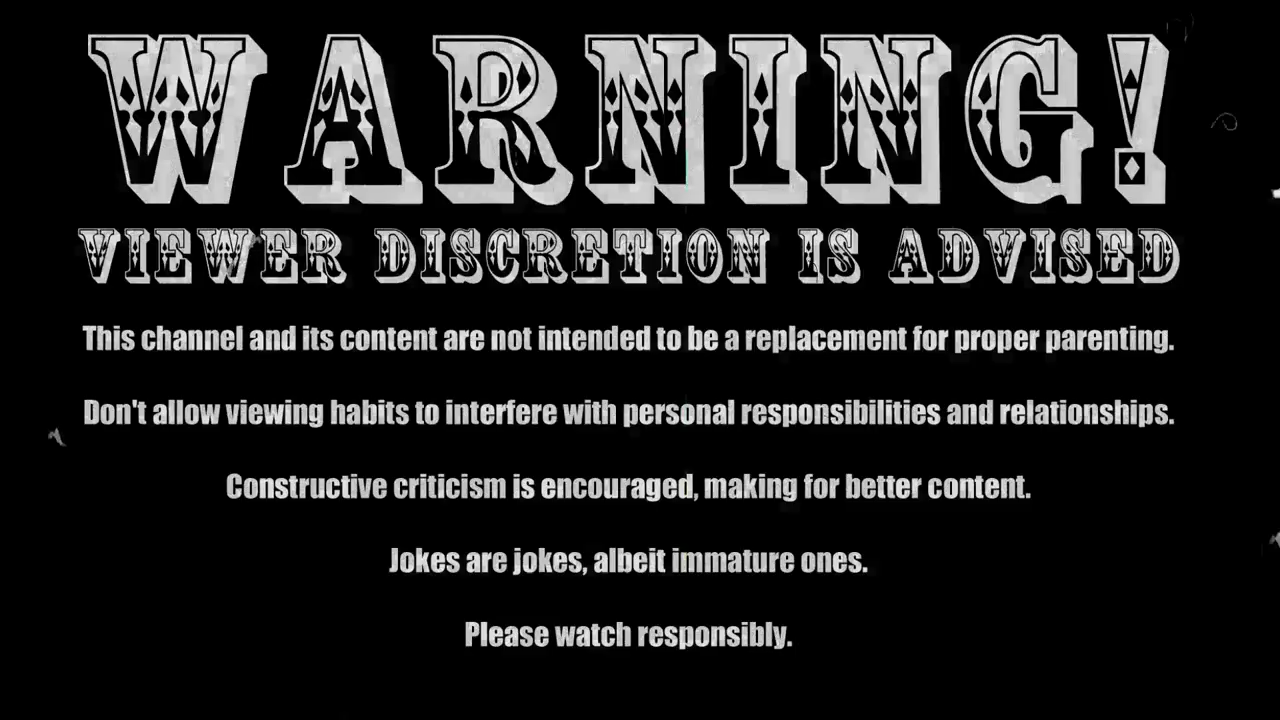 WARNING!
VIEWER DISCRETION IS ADVISED
This channel and its content are not intended to be a replacement for proper parenting.
Don't allow viewing habits to interfere with personal responsibilities and relationships.
Constructive criticism is encouraged, making for better content.
Jokes are jokes, albeit immature ones.
Please watch responsibly.